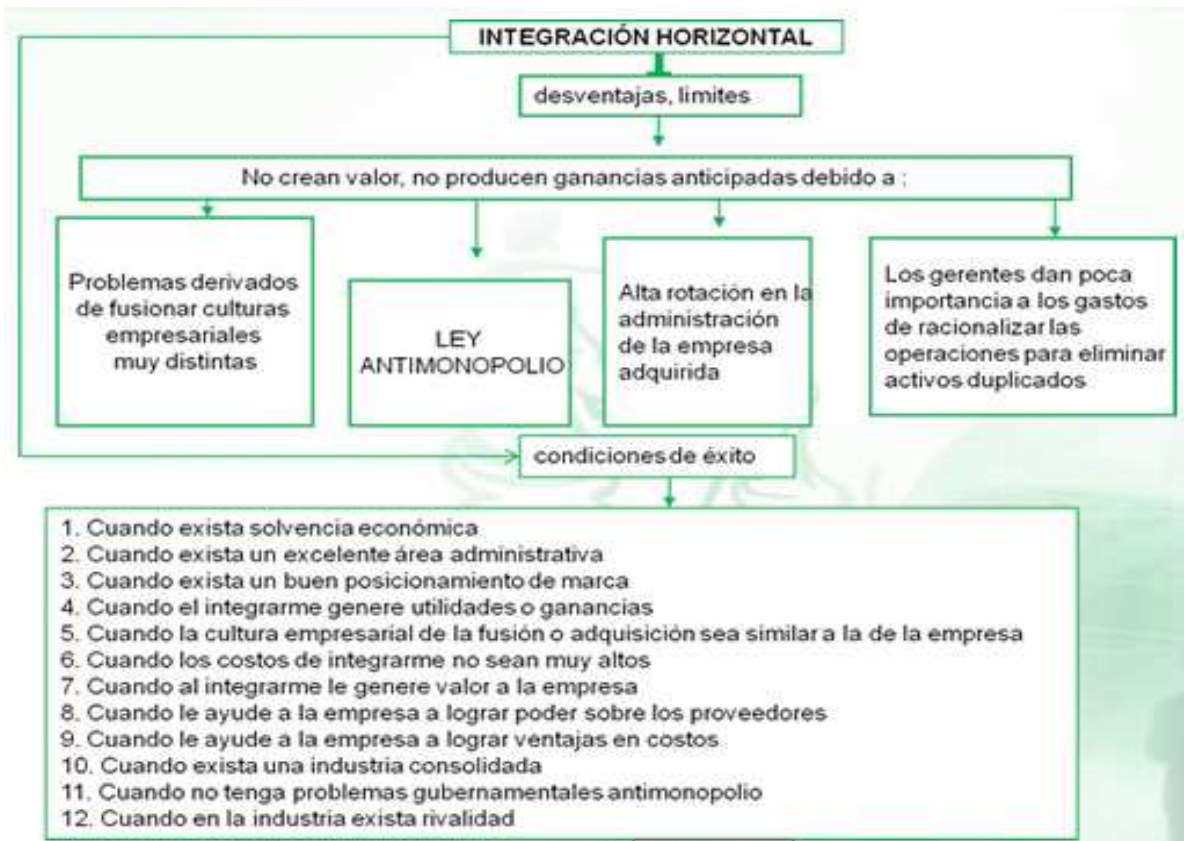 INTEGRACIÓN HORIZONTAL
desventajas, limites
No crean valor, no producen ganancias anticipadas debido a :
Problemas derivados
de fusionar culturas
empresariales
muy distintas
LEY
ANTIMONOPOLIO
Alta rotación en la
administración
de la empresa
adquirida
Los gerentes dan poca
importancia a los gastos
de racionalizar las
operaciones para eliminar
activos duplicados
condiciones de éxito
1. Cuando exista solvencia económica
2. Cuando exista un excelente área administrativa
3. Cuando exista un buen posicionamiento de marca
4. Cuando el integrarme genere utilidades o ganancias
5. Cuando la cultura empresarial de la fusión o adquisición sea similar a la de la empresa
6. Cuando los costos de integrarme no sean muy altos
7. Cuando al integrarme le genere valor a la empresa
8. Cuando le ayude a la empresa a lograr poder sobre los proveedores
9. Cuando le ayude a la empresa a lograr ventajas en costos
10. Cuando exista una industria consolidada
11. Cuando no tenga problemas gubernamentales antimonopolio
12. Cuando en la industria exista rivalidad